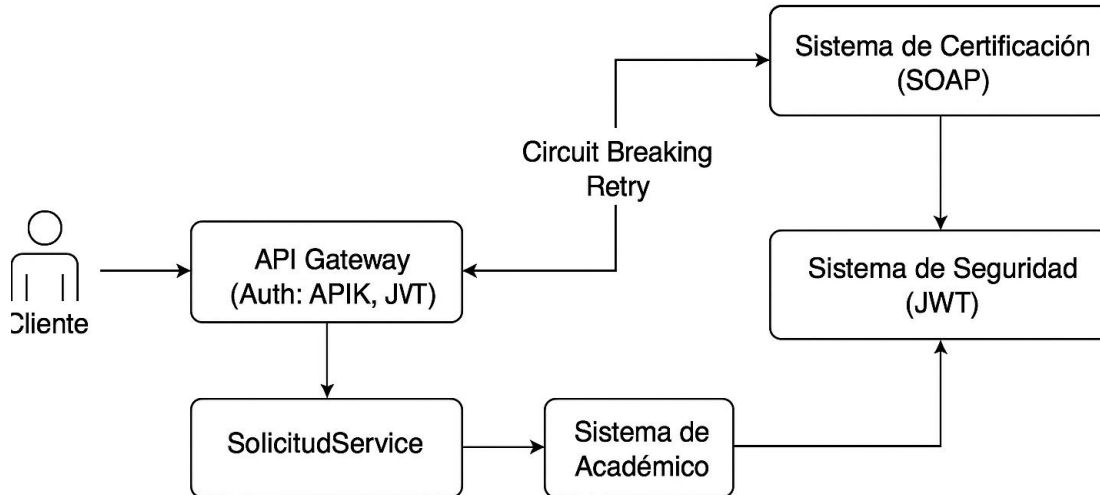 Sistema de Certificación
(SOAP)
Circuit Breaking
Retry
API Gateway
(Auth: APIK, JVT)
Sistema de Seguridad
(JWT)
Cliente
SolicitudService
Sistema de
Académico